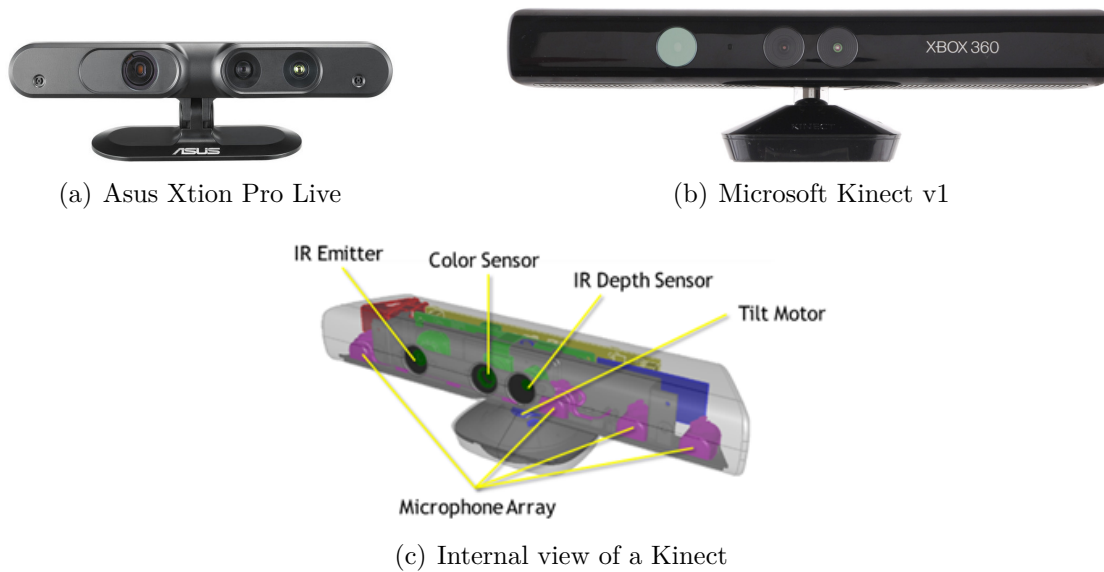 ASUS
XBOX 360
KINECT
(a) Asus Xtion Pro Live
(b) Microsoft Kinect v1
IR Emitter
Color Sensor
IR Depth Sensor
Tilt Motor
Microphone Array
(c) Internal view of a Kinect